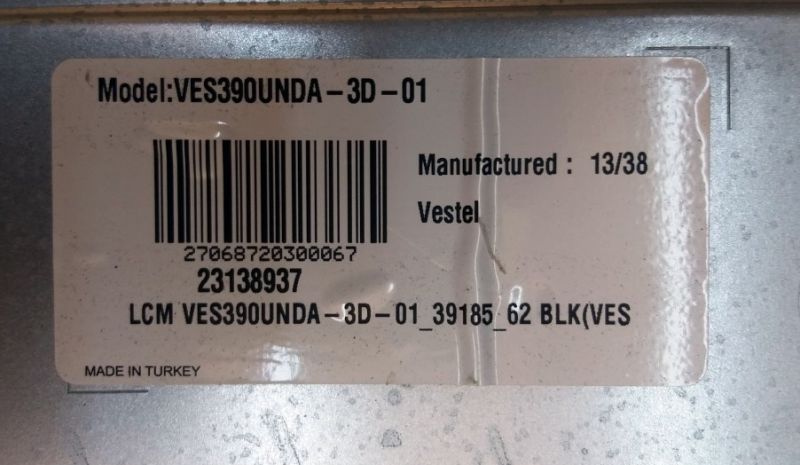 Model:VES390UNDA-3D-01
Manufactured : 13/38
Vestel
27068720300067
23138937
LCM VES390UNDA-3D-01_39185_62 BLK(VES
MADE IN TURKEY